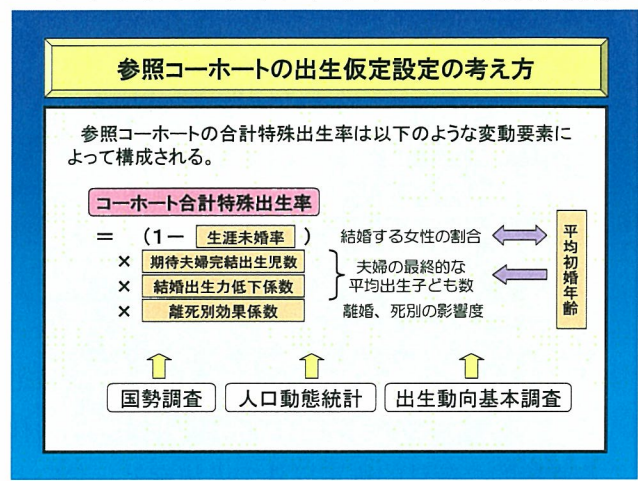 参照コーホートの出生仮定設定の考え方
参照コーホートの合計特殊出生率は以下のような変動要素に
よって構成される。
コーホート合計特殊出生率
＝ （1－ 生涯未婚率 ） 結婚する女性の割合
× 期待夫婦完結出生児数
× 結婚出生力低下係数
夫婦の最終的な
平均出生子ども数
× 離死別効果係数 離婚、死別の影響度
平均初婚年齢
国勢調査 人口動態統計 出生動向基本調査